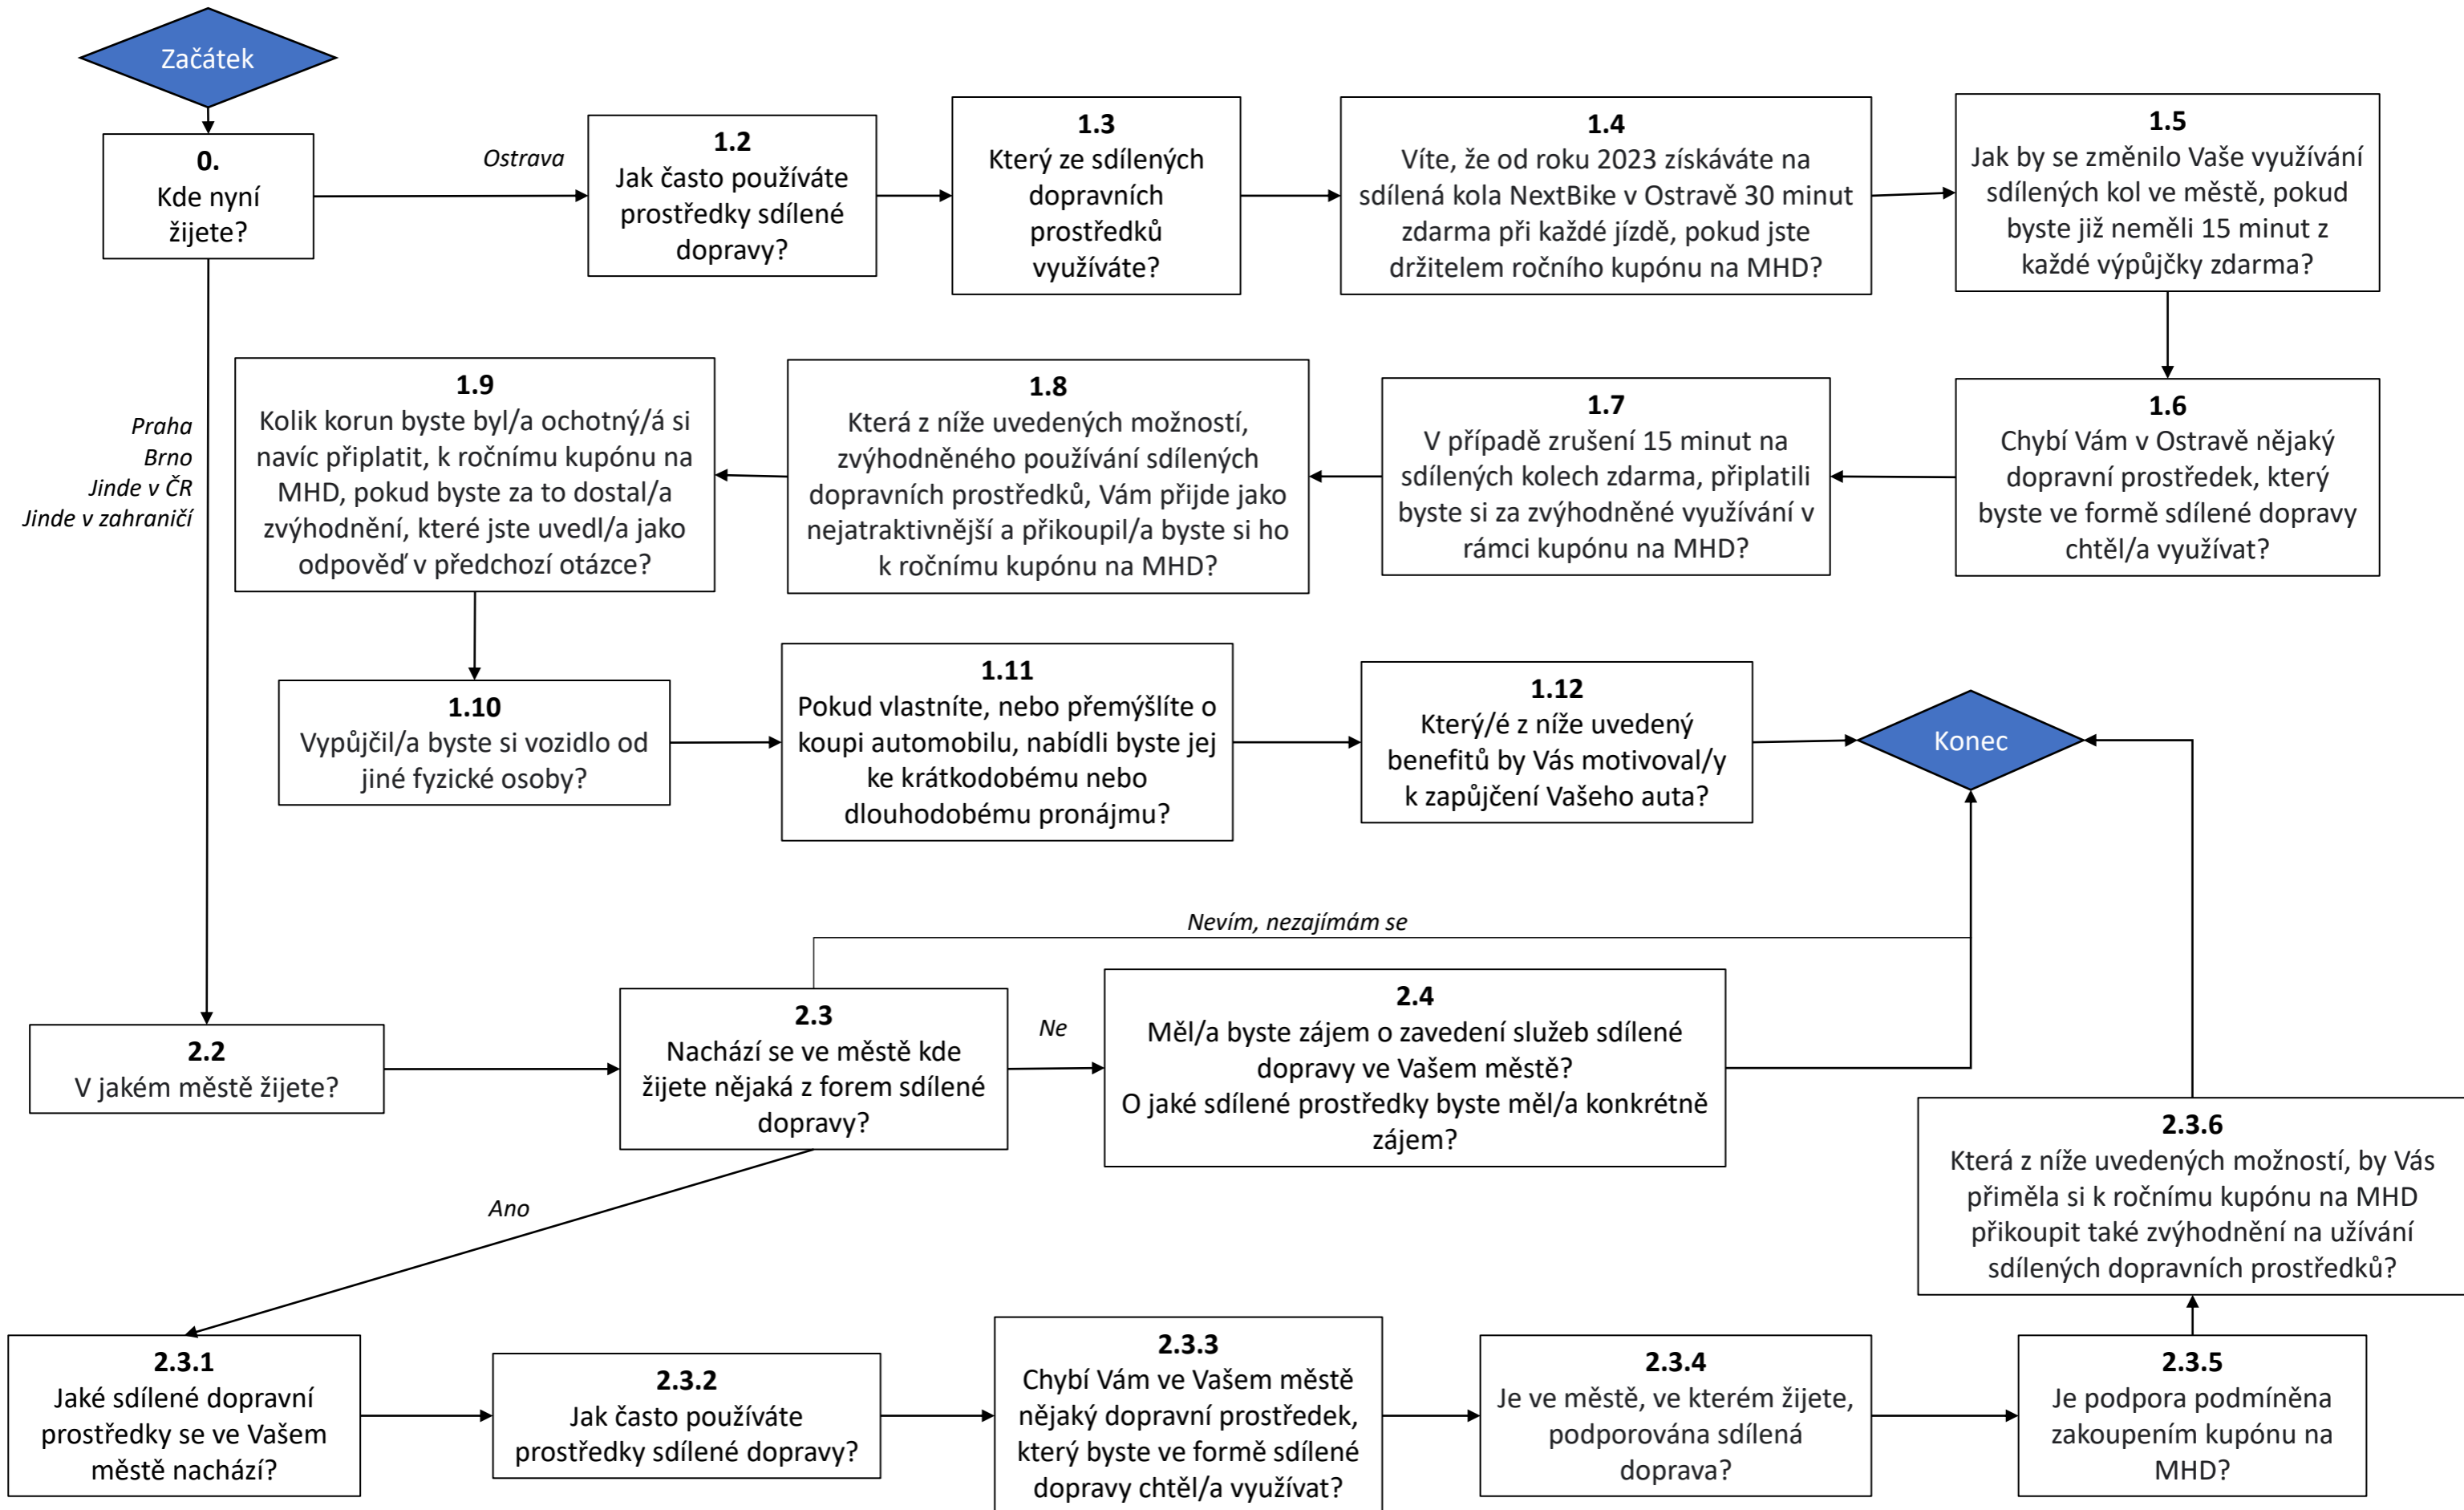 Začátek
0.
Kde nyní
žijete?
Ostrava
1.2
Jak často používáte
prostředky sdílené
dopravy?
1.3
Který ze sdílených
dopravních
prostředků
využíváte?
1.4
Víte, že od roku 2023 získáváte na
sdílená kola NextBike v Ostravě 30 minut
zdarma při každé jízdě, pokud jste
držitelem ročního kupónu na MHD?
1.5
Jak by se změnilo Vaše využívání
sdílených kol ve městě, pokud
byste již neměli 15 minut z
každé výpůjčky zdarma?
1.6
Chybí Vám v Ostravě nějaký
dopravní prostředek, který
byste ve formě sdílené dopravy
chtěl/a využívat?
1.7
V případě zrušení 15 minut na
sdílených kolech zdarma, připlatili
byste si za zvýhodněné využívání v
rámci kupónu na MHD?
1.8
Která z níže uvedených možností,
zvýhodněného používání sdílených
dopravních prostředků, Vám přijde jako
nejatraktivnější a přikoupil/a byste si ho
k ročnímu kupónu na MHD?
1.9
Kolik korun byste byl/a ochotný/á si
navíc připlatit, k ročnímu kupónu na
MHD, pokud byste za to dostal/a
zvýhodnění, které jste uvedl/a jako
odpověď v předchozí otázce?
1.10
Vypůjčil/a byste si vozidlo od
jiné fyzické osoby?
1.11
Pokud vlastníte, nebo přemýšlíte o
koupi automobilu, nabídli byste jej
ke krátkodobému nebo
dlouhodobému pronájmu?
1.12
Který/é z níže uvedený
benefitů by Vás motivoval/y
k zapůjčení Vašeho auta?
Konec
Praha
Brno
Jinde v ČR
Jinde v zahraničí
2.2
V jakém městě žijete?
2.3
Nachází se ve městě kde
žijete nějaká z forem sdílené
dopravy?
Nevím, nezajímám se
Ne
2.4
Měl/a byste zájem o zavedení služeb sdílené
dopravy ve Vašem městě?
O jaké sdílené prostředky byste měl/a konkrétně
zájem?
Ano
2.3.1
Jaké sdílené dopravní
prostředky se ve Vašem
městě nachází?
2.3.2
Jak často používáte
prostředky sdílené dopravy?
2.3.3
Chybí Vám ve Vašem městě
nějaký dopravní prostředek,
který byste ve formě sdílené
dopravy chtěl/a využívat?
2.3.4
Je ve městě, ve kterém žijete,
podporována sdílená
doprava?
2.3.5
Je podpora podmíněna
zakoupením kupónu na
MHD?
2.3.6
Která z níže uvedených možností, by Vás
přiměla si k ročnímu kupónu na MHD
přikoupit také zvýhodnění na užívání
sdílených dopravních prostředků?